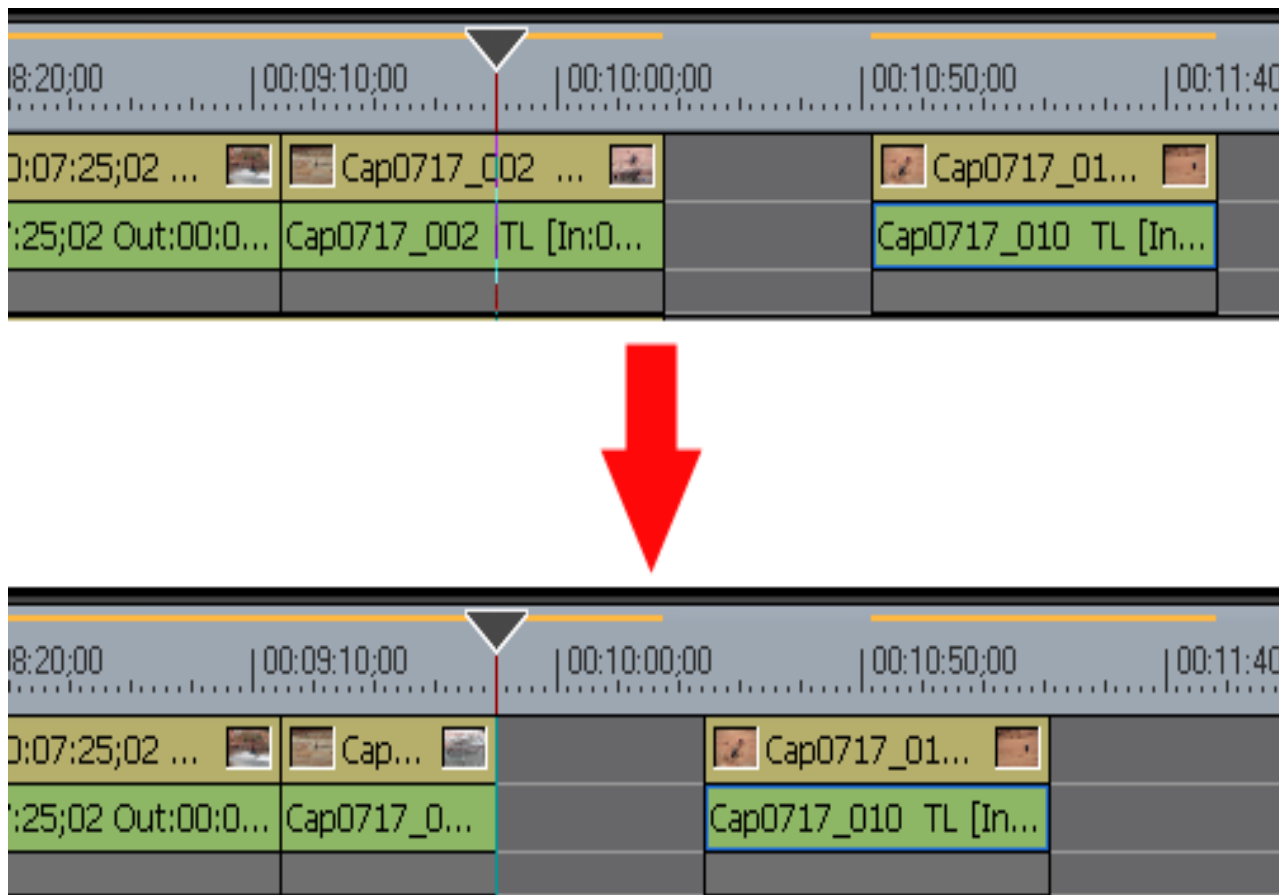 8:20;00 00:09:10;00 00:10:00;00 00:10:50;00 00:11:40
0:07:25;02 ... Cap0717_002 ... Cap0717_01...
:25;02 Out:00:0... Cap0717_002 TL [In:0... Cap0717_010 TL [In...
8:20;00 00:09:10;00 00:10:00;00 00:10:50;00 00:11:40
0:07:25;02 ... Cap... Cap0717_01...
:25;02 Out:00:0... Cap0717_0... Cap0717_010 TL [In...